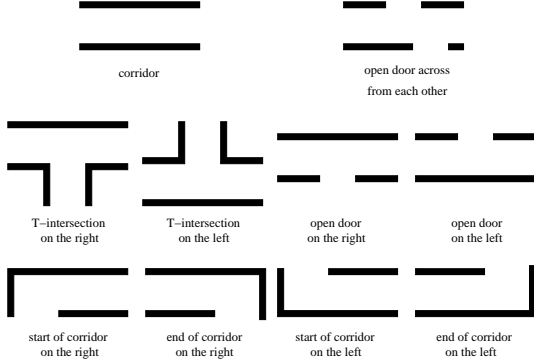 corridor
open door across
from each other
T−intersection
on the right
T−intersection
on the left
open door
on the right
open door
on the left
start of corridor
on the right
end of corridor
on the right
start of corridor
on the left
end of corridor
on the left